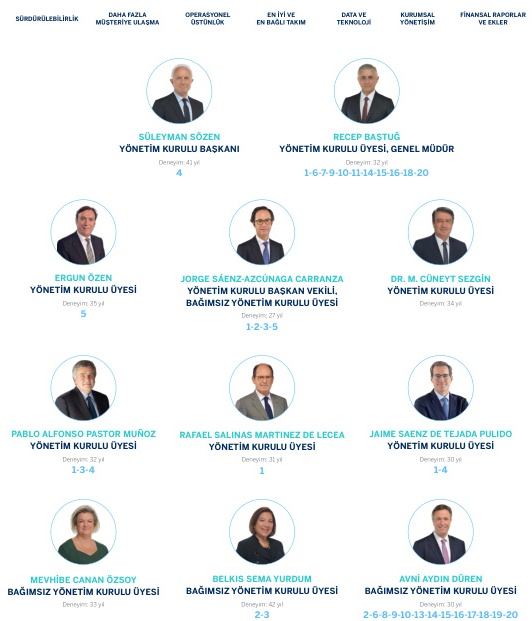 SÜRDÜRÜLEBİLİRLİK
DAHA FAZLA
MÜŞTERİYE ULAŞMA
OPERASYONEL
ÜSTÜNLÜK
EN İYİ VE
EN BAĞLI TAKIM
DATA VE
TEKNOLOJİ
KURUMSAL
YÖNETİŞİM
FİNANSAL RAPORLAR
VE EKLER
SÜLEYMAN SÖZEN
YÖNETİM KURULU BAŞKANI
Deneyim: 41 yıl
4
RECEP BAŞTUĞ
YÖNETİM KURULU ÜYESİ, GENEL MÜDÜR
Deneyim: 32 yıl
1-6-7-9-10-11-14-15-16-18-20
ERGUN ÖZEN
YÖNETİM KURULU ÜYESİ
Deneyim: 35 yıl
5
JORGE SÁENZ-AZCÚNAGA CARRANZA
YÖNETİM KURULU BAŞKAN VEKİLİ,
BAĞIMSIZ YÖNETİM KURULU ÜYESİ
Deneyim: 27 yıl
1-2-3-5
DR. M. CÜNEYT SEZGİN
YÖNETİM KURULU ÜYESİ
Deneyim: 34 yıl
PABLO ALFONSO PASTOR MUÑOZ
YÖNETİM KURULU ÜYESİ
Deneyim: 32 yıl
1-3-4
RAFAEL SALINAS MARTINEZ DE LECEA
YÖNETİM KURULU ÜYESİ
Deneyim: 31 yıl
1
JAIME SAENZ DE TEJADA PULIDO
YÖNETİM KURULU ÜYESİ
Deneyim: 30 yıl
1-4
MEVHİBE CANAN ÖZSOY
BAĞIMSIZ YÖNETİM KURULU ÜYESİ
Deneyim: 33 yıl
BELKIS SEMA YURDUM
BAĞIMSIZ YÖNETİM KURULU ÜYESİ
Deneyim: 42 yıl
2-3
AVNİ AYDIN DÜREN
BAĞIMSIZ YÖNETİM KURULU ÜYESİ
Deneyim: 30 yıl
2-6-8-9-10-13-14-15-16-17-18-19-20